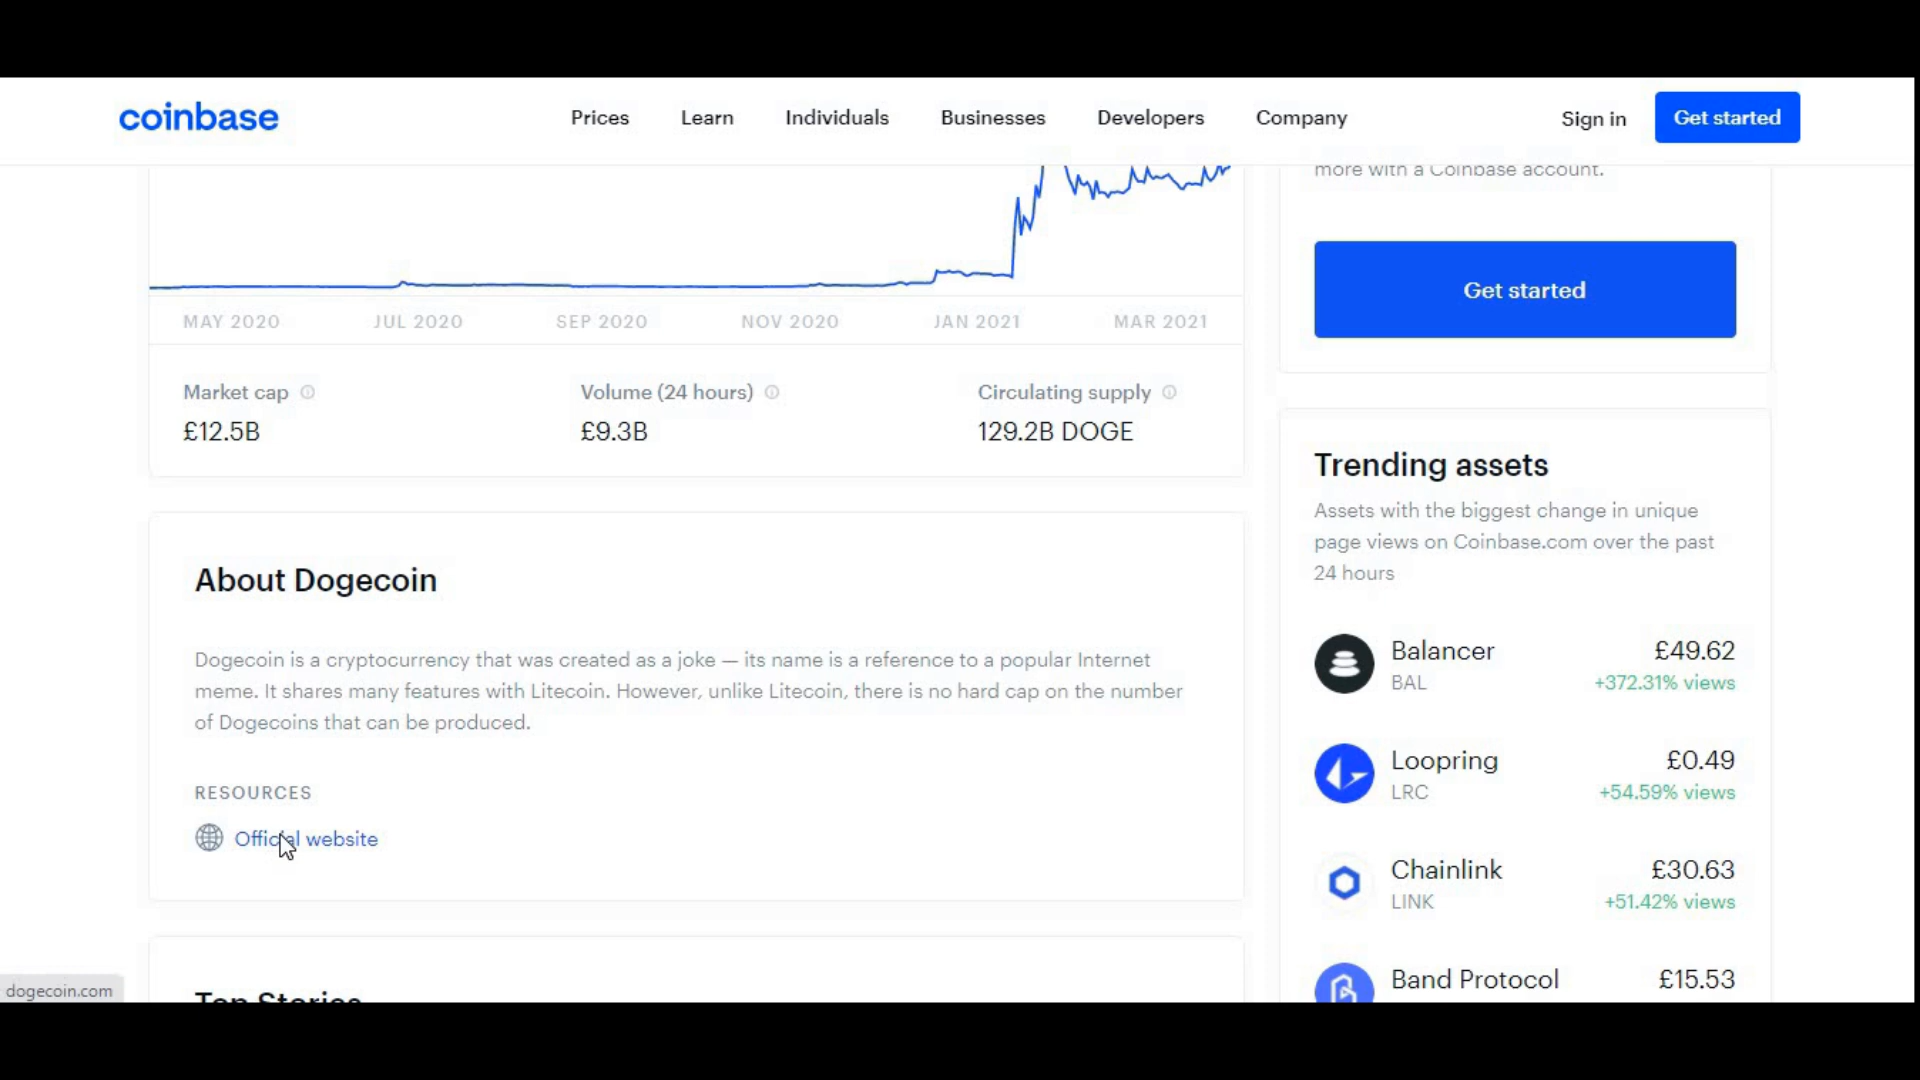 coinbase
Prices
Learn
Individuals
Businesses
Developers
Company
Sign in
Get started
MAY 2020
JUL 2020
SEP 2020
NOV 2020
JAN 2021
MAR 2021
Market cap
£12.5B
Volume (24 hours)
£9.3B
Circulating supply
129.2B DOGE
About Dogecoin
Dogecoin is a cryptocurrency that was created as a joke — its name is a reference to a popular Internet
meme. It shares many features with Litecoin. However, unlike Litecoin, there is no hard cap on the number
of Dogecoins that can be produced.
RESOURCES
Official website
Top Stories
more with a Coinbase account.
Get started
Trending assets
Assets with the biggest change in unique
page views on Coinbase.com over the past
24 hours
Balancer £49.62
BAL +372.31% views
Loopring £0.49
LRC +54.59% views
Chainlink £30.63
LINK +51.42% views
Band Protocol £15.53
dogecoin.com